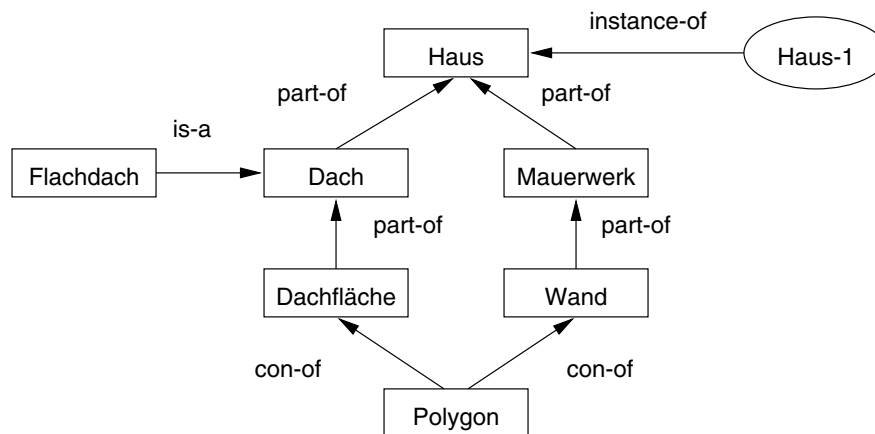 instance-of
Haus
Haus-1
part-of
part-of
is-a
Flachdach
Dach
Mauerwerk
part-of
part-of
Dachfläche
Wand
con-of
con-of
Polygon